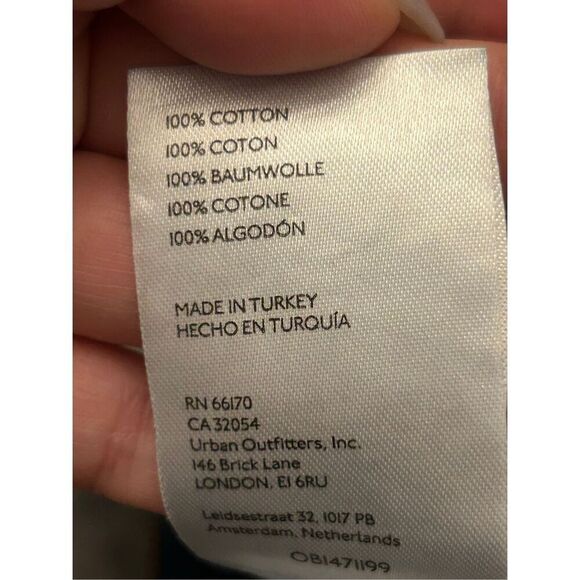 100% COTTON
100% COTON
100% BAUMWOLLE
100% COTONE
100% ALGODÓN
MADE IN TURKEY
HECHO EN TURQUÍA
RN 66170
CA 32054
Urban Outfitters, Inc.
146 Brick Lane
LONDON, E1 6RU
Leidsestraat 32, 1017 PB
Amsterdam, Netherlands
OB1471199